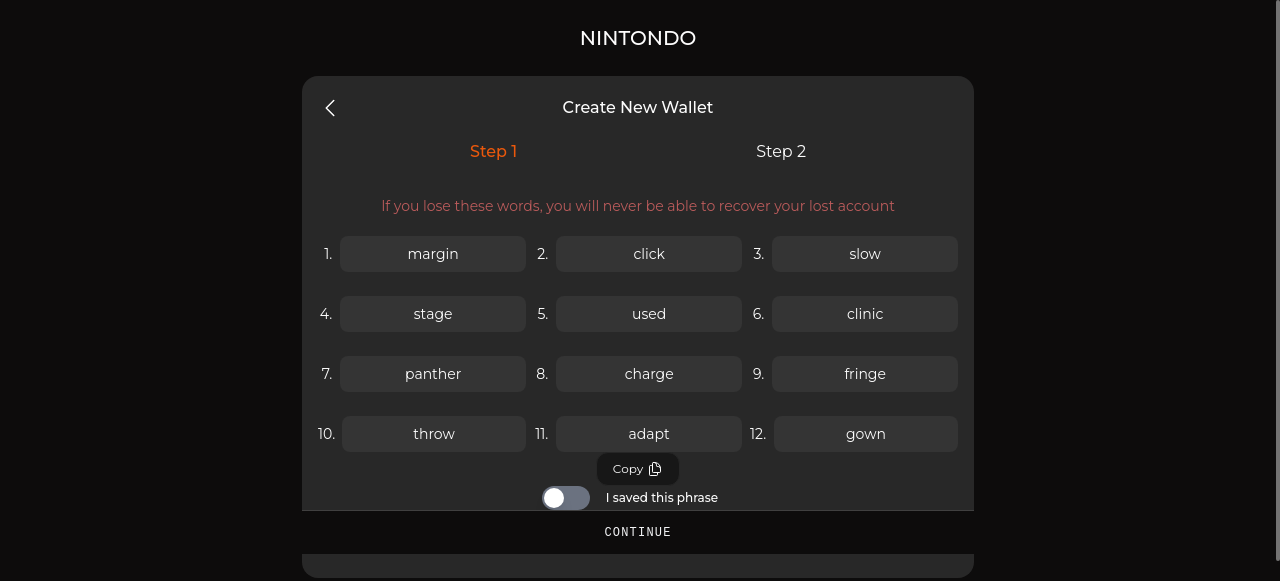 NINTONDO
Create New Wallet
Step 1 Step 2
If you lose these words, you will never be able to recover your lost account
1. margin 2. click 3. slow
4. stage 5. used 6. clinic
7. panther 8. charge 9. fringe
10. throw 11. adapt 12. gown
Copy
I saved this phrase
CONTINUE